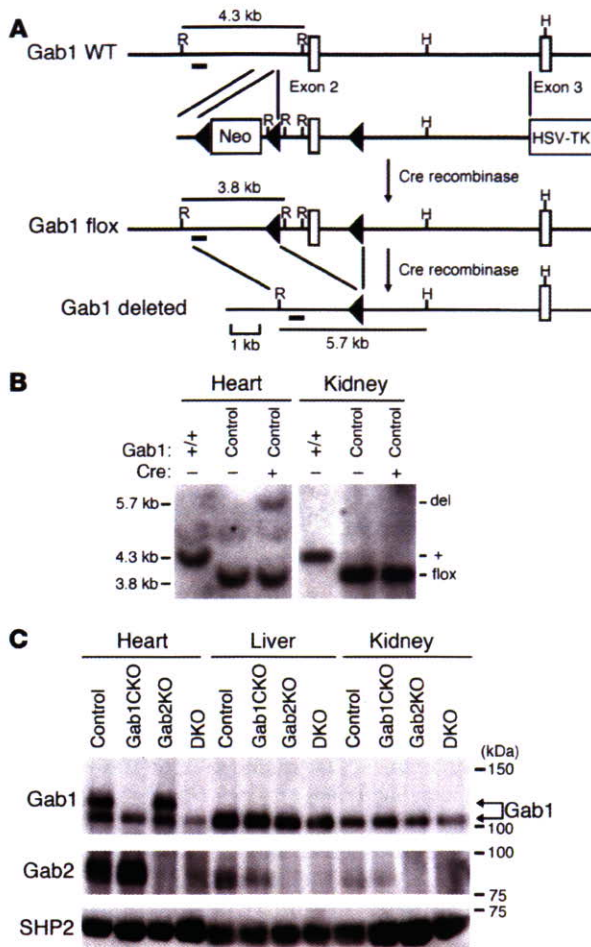 A
4.3 kb
Gab1 WT R R H H
Exon 2 Exon 3
Neo R R R H HSV-TK
Cre recombinase
3.8 kb
Gab1 flox R R R H H
Cre recombinase
Gab1 deleted R H H
1 kb 5.7 kb
B
Heart Kidney
Gab1: +/+ Control Control +/+ Control Control
Cre: – – + – – +
5.7 kb – – del
4.3 kb – – +
3.8 kb – flox
C
Heart Liver Kidney
Control Gab1CKO Gab2KO DKO Control Gab1CKO Gab2KO DKO Control Gab1CKO Gab2KO DKO
(kDa)
150
Gab1 Gab1
100
Gab2 100
75
SHP2 75